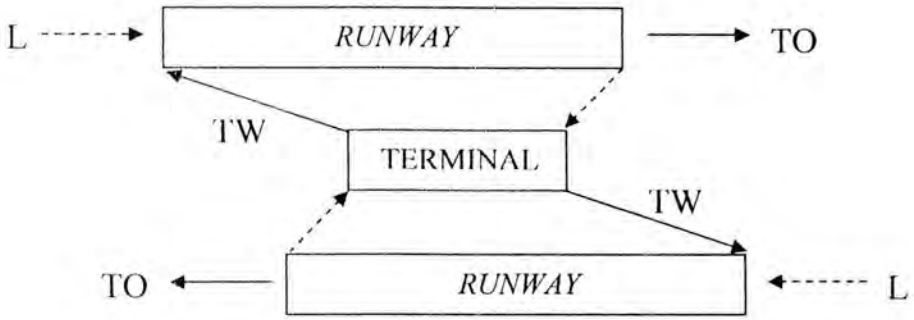 L RUNWAY TO
TW
TERMINAL
TW
TO RUNWAY L